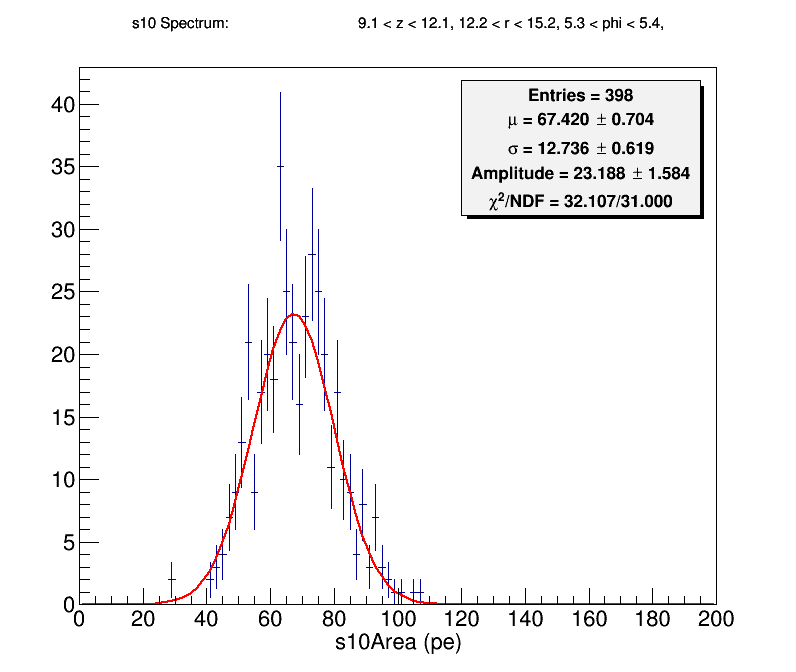 s10 Spectrum: 9.1 < z < 12.1, 12.2 < r < 15.2, 5.3 < phi < 5.4,
Entries = 398
μ = 67.420 ± 0.704
σ = 12.736 ± 0.619
Amplitude = 23.188 ± 1.584
χ²/NDF = 32.107/31.000
40
35
30
25
20
15
10
5
0
0 20 40 60 80 100 120 140 160 180 200
s10Area (pe)